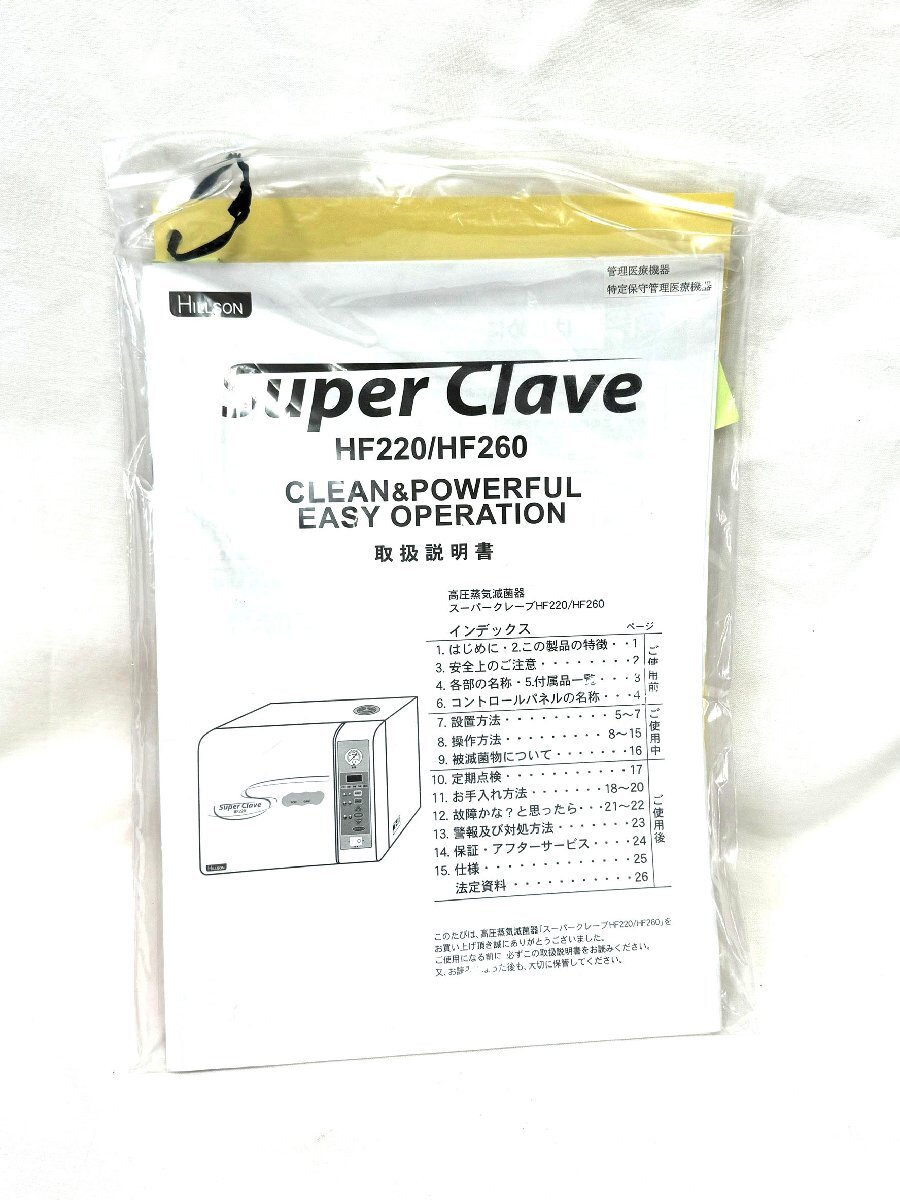 管理医療機器
特定保守管理医療機器
HILLSON
Super Clave
HF220/HF260
CLEAN&POWERFUL
EASY OPERATION
取扱説明書
高圧蒸気滅菌器
スーパークレーブHF220/HF260
インデックス ページ
1. はじめに・2.この製品の特徴・・1
3. 安全上のご注意・・・・・・・・2
4. 各部の名称・5.付属品一覧・・・3
6. コントロールパネルの名称・・・4
ご使用前
7. 設置方法・・・・・・・・・5〜7
8. 操作方法・・・・・・・・・8〜15
9. 被滅菌物について・・・・・・・16
ご使用中
10. 定期点検・・・・・・・・・・・17
11. お手入れ方法・・・・・・・18〜20
12. 故障かな？と思ったら・・・21〜22
13. 警報及び対処方法・・・・・・・23
14. 保証・アフターサービス・・・・24
15. 仕様・・・・・・・・・・・・・25
法定資料・・・・・・・・・・・26
ご使用後
Super Clave
HF220
HILLSON
このたびは、高圧蒸気滅菌器「スーパークレーブHF220/HF260」を
お買い上げ頂き誠にありがとうございました。
ご使用になる前に 必ずこの取扱説明書をお読みください。
又、お読 った後も、大切に保管してください。